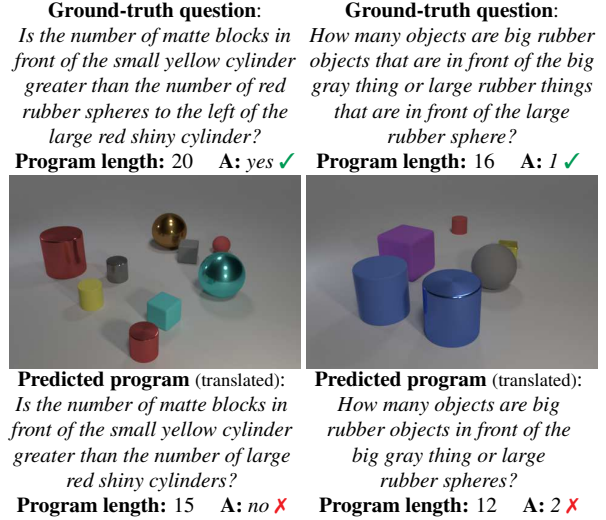 Ground-truth question:
Is the number of matte blocks in
front of the small yellow cylinder
greater than the number of red
rubber spheres to the left of the
large red shiny cylinder?
Program length: 20 A: yes ✓
Predicted program (translated):
Is the number of matte blocks in
front of the small yellow cylinder
greater than the number of large
red shiny cylinders?
Program length: 15 A: no ✗
Ground-truth question:
How many objects are big rubber
objects that are in front of the big
gray thing or large rubber things
that are in front of the large
rubber sphere?
Program length: 16 A: 1 ✓
Predicted program (translated):
How many objects are big
rubber objects in front of the
big gray thing or large
rubber spheres?
Program length: 12 A: 2 ✗